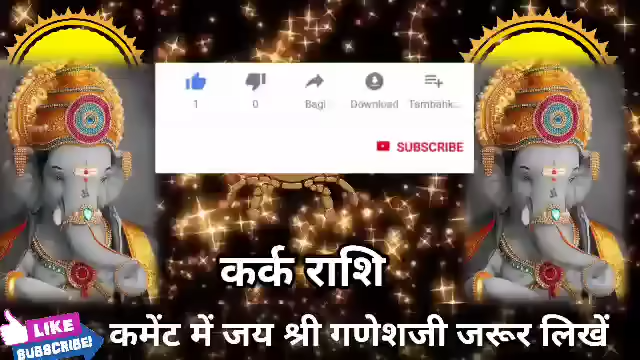 1 0 Bagi Download Tambahk...
SUBSCRIBE
कर्क राशि
LIKE
SUBSCRIBE!
कमेंट में जय श्री गणेशजी जरूर लिखें